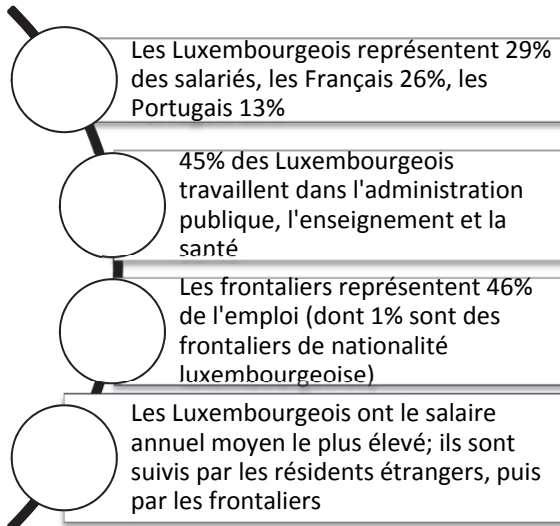 Les Luxembourgeois représentent 29%
des salariés, les Français 26%, les
Portugais 13%
45% des Luxembourgeois
travaillent dans l'administration
publique, l'enseignement et la
santé
Les frontaliers représentent 46%
de l'emploi (dont 1% sont des
frontaliers de nationalité
luxembourgeoise)
Les Luxembourgeois ont le salaire
annuel moyen le plus élevé; ils sont
suivis par les résidents étrangers, puis
par les frontaliers